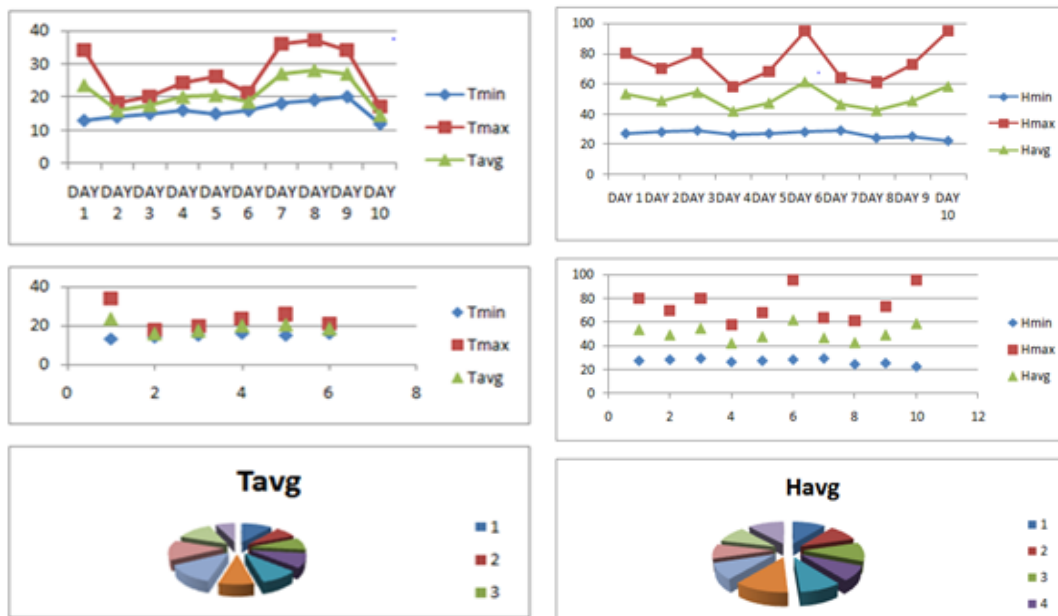 40
30
20
10
0
DAY DAY DAY DAY DAY DAY DAY DAY DAY DAY
1 2 3 4 5 6 7 8 9 10
Tmin
Tmax
Tavg
100
80
60
40
20
0
DAY 1 DAY 2 DAY 3 DAY 4 DAY 5 DAY 6 DAY 7 DAY 8 DAY 9 DAY
10
Hmin
Hmax
Havg
40
20
0
0 2 4 6 8
Tmin
Tmax
Tavg
100
80
60
40
20
0
0 2 4 6 8 10 12
Hmin
Hmax
Havg
Tavg
1
2
3
Havg
1
2
3
4